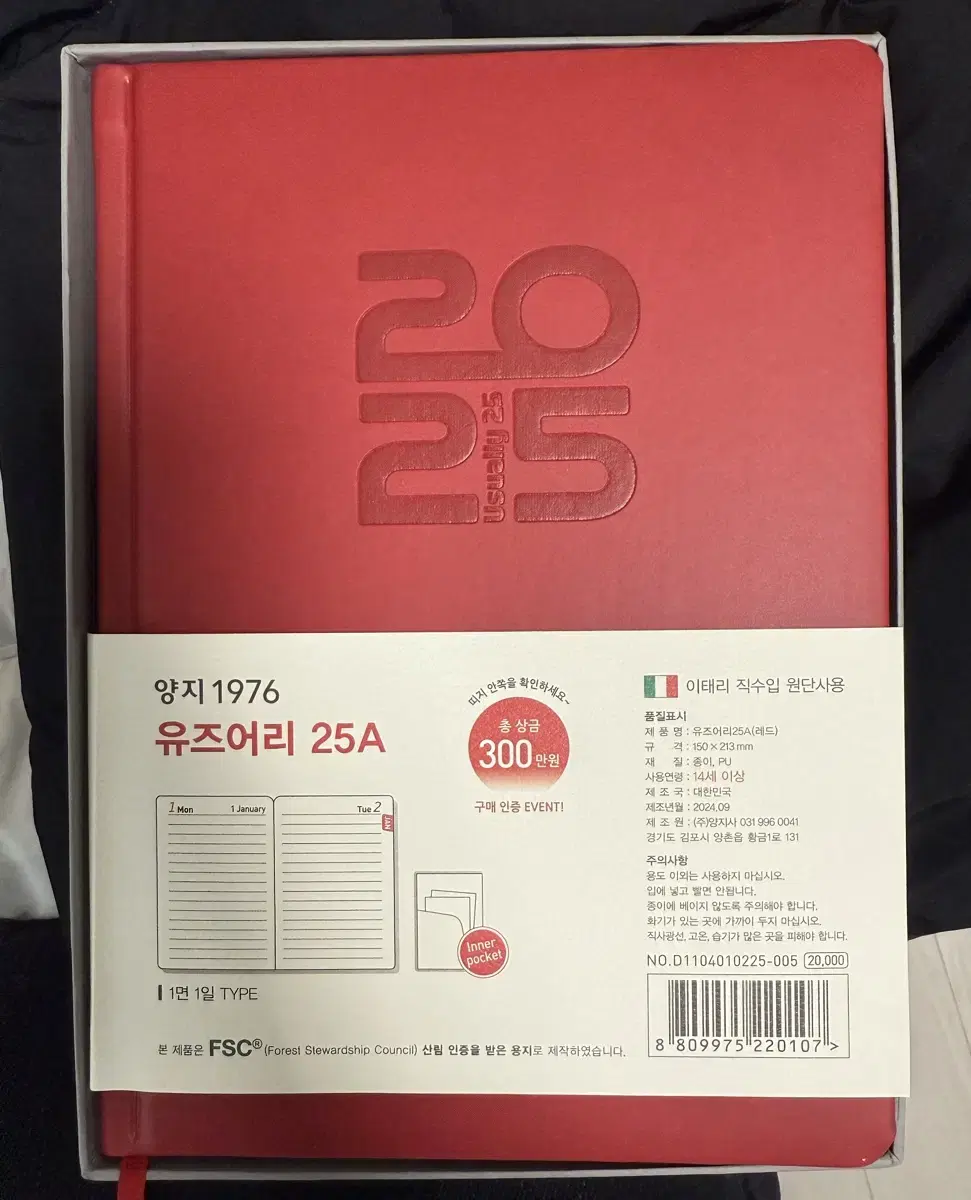 20
25
Usually 25
양지 1976
유즈어리 25A
띠지 안쪽을 확인하세요~
총 상금
300만원
구매 인증 EVENT!
1 Mon
1 January
Tue 2
JAN
Inner
pocket
1면 1일 TYPE
본 제품은 FSC® (Forest Stewardship Council) 산림 인증을 받은 용지로 제작하였습니다.
이태리 직수입 원단사용
품질표시
제 품 명 : 유즈어리25A(레드)
규 격 : 150 × 213 mm
재 질 : 종이, PU
사용연령 : 14세 이상
제 조 국 : 대한민국
제조년월 : 2024.09
제 조 원 : (주)양지사 031 996 0041
경기도 김포시 양촌읍 황금1로 131
주의사항
용도 이외는 사용하지 마십시오.
입에 넣고 빨면 안됩니다.
종이에 베이지 않도록 주의해야 합니다.
화기가 있는 곳에 가까이 두지 마십시오.
직사광선, 고온, 습기가 많은 곳을 피해야 합니다.
NO.D1104010225-005 20,000
8 809975 220107 >